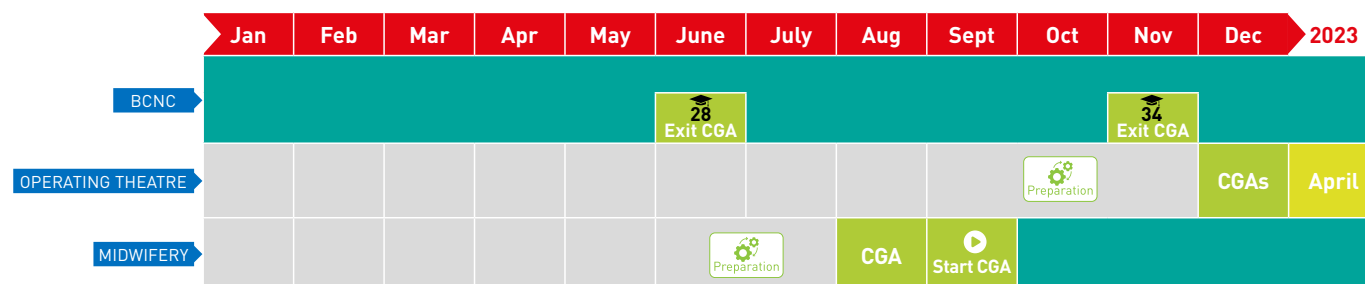 Jan Feb Mar Apr May June July Aug Sept Oct Nov Dec 2023
BCNC
28
Exit CGA
34
Exit CGA
OPERATING THEATRE
Preparation
CGAs
April
MIDWIFERY
Preparation
CGA
Start CGA